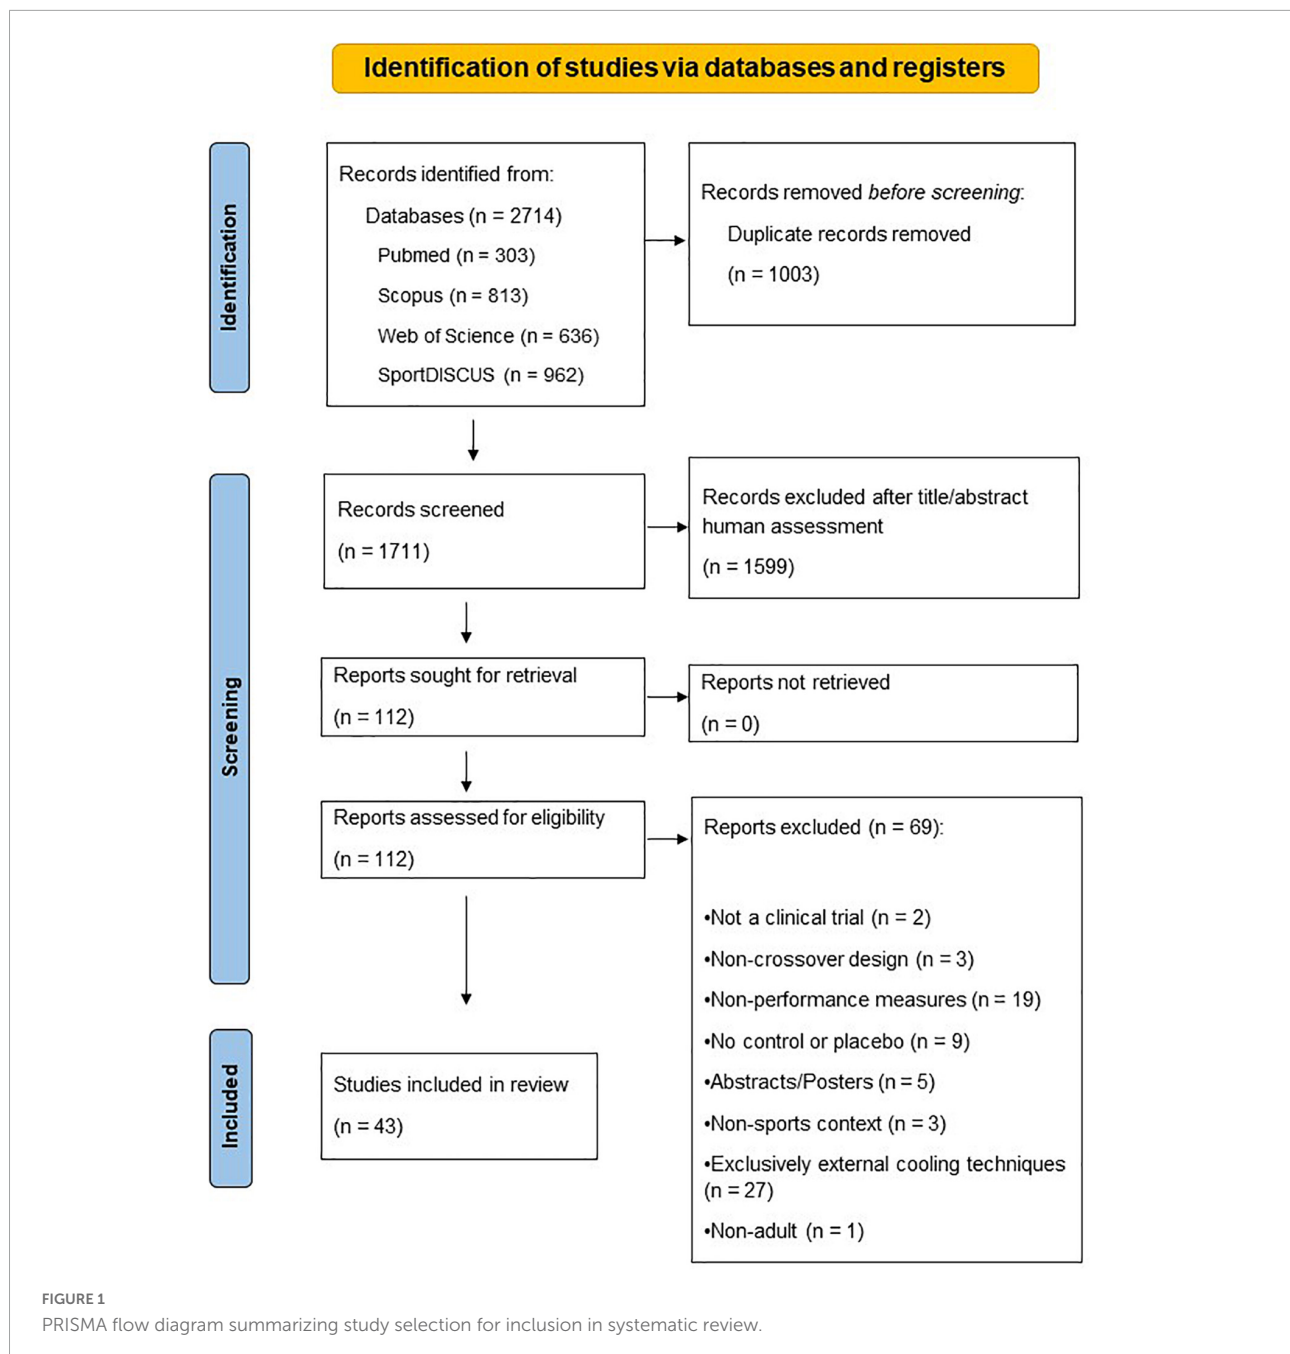 Identification of studies via databases and registers
Identification
Records identified from:
Databases (n = 2714)
Pubmed (n = 303)
Scopus (n = 813)
Web of Science (n = 636)
SportDISCUS (n = 962)
Records removed before screening:
Duplicate records removed
(n = 1003)
Screening
Records screened
(n = 1711)
Records excluded after title/abstract
human assessment
(n = 1599)
Reports sought for retrieval
(n = 112)
Reports not retrieved
(n = 0)
Reports assessed for eligibility
(n = 112)
Reports excluded (n = 69):
•Not a clinical trial (n = 2)
•Non-crossover design (n = 3)
•Non-performance measures (n = 19)
•No control or placebo (n = 9)
•Abstracts/Posters (n = 5)
•Non-sports context (n = 3)
•Exclusively external cooling techniques
(n = 27)
•Non-adult (n = 1)
Included
Studies included in review
(n = 43)
FIGURE 1
PRISMA flow diagram summarizing study selection for inclusion in systematic review.